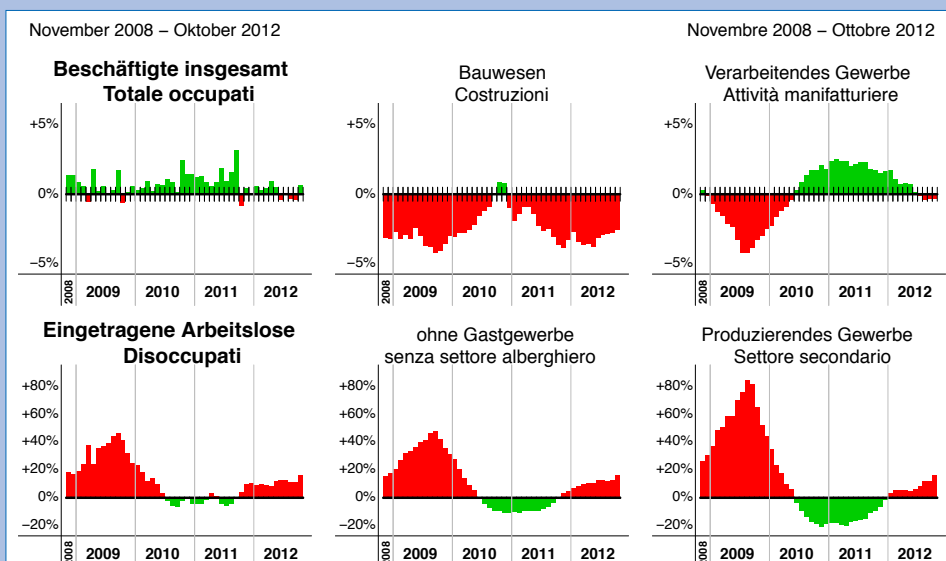 November 2008 – Oktober 2012
Novembre 2008 – Ottobre 2012
Beschäftigte insgesamt
Totale occupati
+5%
0%
−5%
2008 2009 2010 2011 2012
Bauwesen
Costruzioni
+5%
0%
−5%
2008 2009 2010 2011 2012
Verarbeitendes Gewerbe
Attività manifatturiere
+5%
0%
−5%
2008 2009 2010 2011 2012
Eingetragene Arbeitslose
Disoccupati
+80%
+60%
+40%
+20%
0%
−20%
2008 2009 2010 2011 2012
ohne Gastgewerbe
senza settore alberghiero
+80%
+60%
+40%
+20%
0%
−20%
2008 2009 2010 2011 2012
Produzierendes Gewerbe
Settore secondario
+80%
+60%
+40%
+20%
0%
−20%
2008 2009 2010 2011 2012